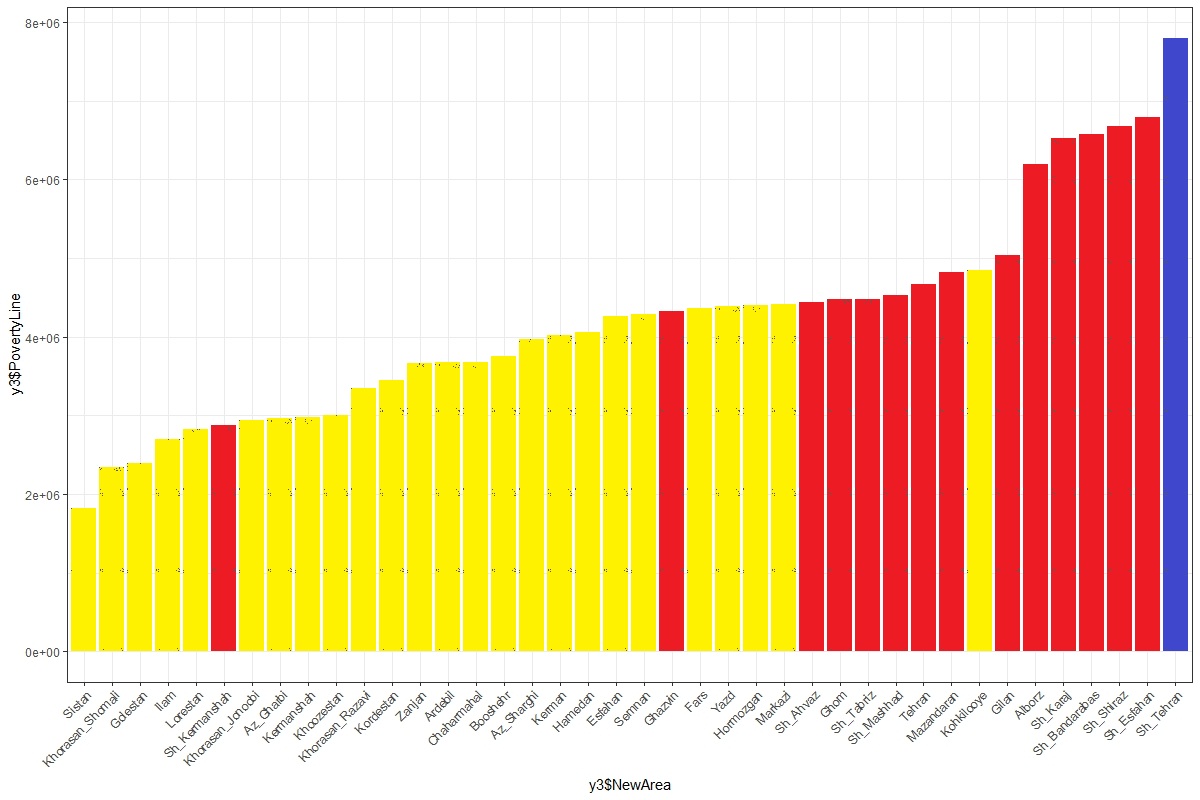 8e+06
6e+06
4e+06
2e+06
0e+00
y3$PovertyLine
Sistan
Khorasan_Shomali
Golestan
Ilam
Lorestan
Sh_Kermanshah
Khorasan_Jonoobi
Az_Gharbi
Kermanshah
Khoozestan
Khorasan_Razavi
Kordestan
Zanjan
Ardebil
Chaharmahal
Booshehr
Az_Sharghi
Kerman
Hamedan
Esfahan
Semnan
Ghazvin
Fars
Yazd
Hormozgan
Markazi
Sh_Ahvaz
Ghom
Sh_Tabriz
Sh_Mashhad
Tehran
Mazandaran
Kohkilooye
Gilan
Alborz
Sh_Karaj
Sh_Bandarabas
Sh_Shiraz
Sh_Esfahan
Sh_Tehran
y3$NewArea